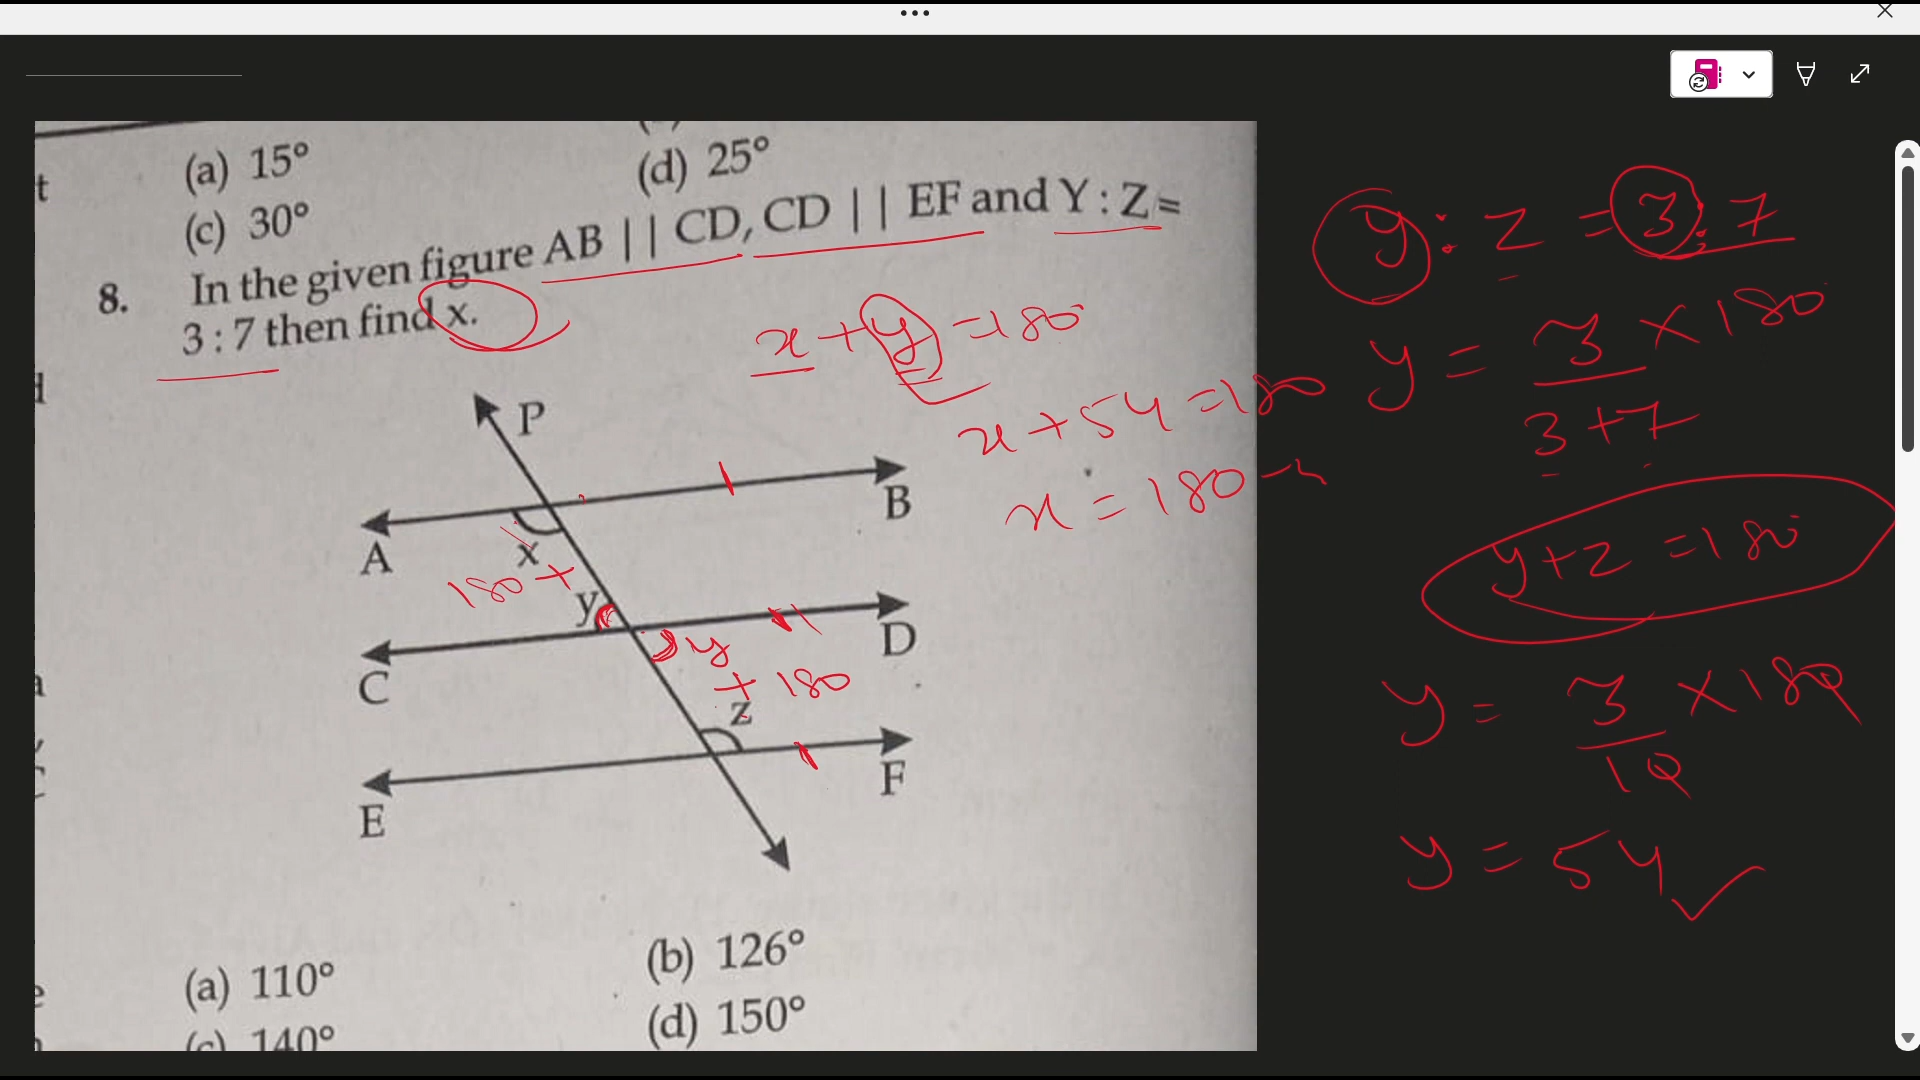 t
(a) 15°
(d) 25°
(c) 30°
8. In the given figure AB || CD, CD || EF and Y : Z =
3 : 7 then find x.
y : z = 3 : 7
x + y = 180
y = 3 × 180
3 + 7
x + 54 = 180
x = 180 -
P
B
A
x
180 +
y
y
D
C
+ 180
z
F
E
y + z = 180
y = 3 × 180
10
y = 54
(a) 110°
(b) 126°
(c) 140°
(d) 150°